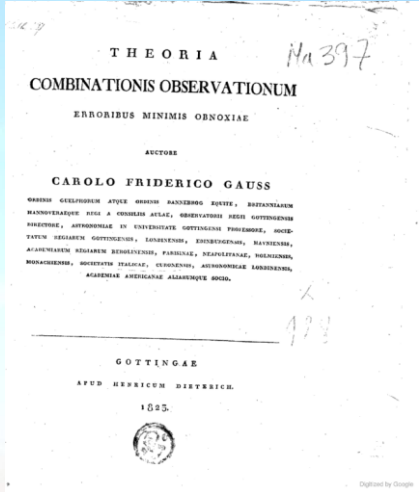 Ma 397
THEORIA
COMBINATIONIS OBSERVATIONUM
ERRORIBUS MINIMIS OBNOXIAE
AUCTORE
CAROLO FRIDERICO GAUSS
ORDINIS GUELPHORUM ATQUE ORDINIS DANNEBROG EQUITE, BRITANNIARUM
HANNOVERAEQUE REGI A CONSILIIS AULAE, OBSERVATORII REGII GOTTINGENSIS
DIRECTORE, ASTRONOMIAE IN UNIVERSITATE GOTTINGENSI PROFESSORE, SOCIE-
TATUM REGIARUM GOTTINGENSIS, LONDINENSIS, EDINBURGENSIS, HAVNIENSIS,
ACADEMIARUM REGIARUM BEROLINENSIS, PARISINAE, NEAPOLITANAE, HOLMIENSIS,
MONACHIENSIS, SOCIETATIS ITALICAE, CURONENSIS, ASTRONOMICAE LONDINENSIS,
ACADEMIAE AMERICANAE ALIARUMQUE SOCIO.
GOTTINGAE
APUD HENRICUM DIETERICH.
1823.
Digitized by Google